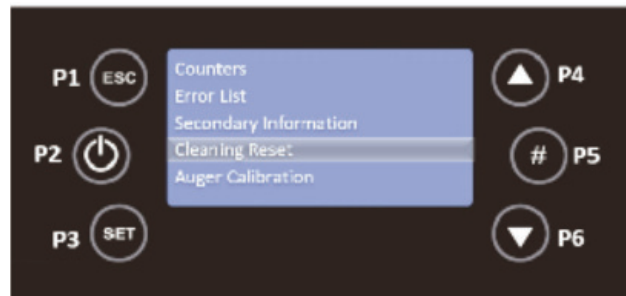 P1 ESC
P2
P3 SET
Counters
Error List
Secondary Information
Cleaning Reset
Auger Calibration
P4
# P5
P6